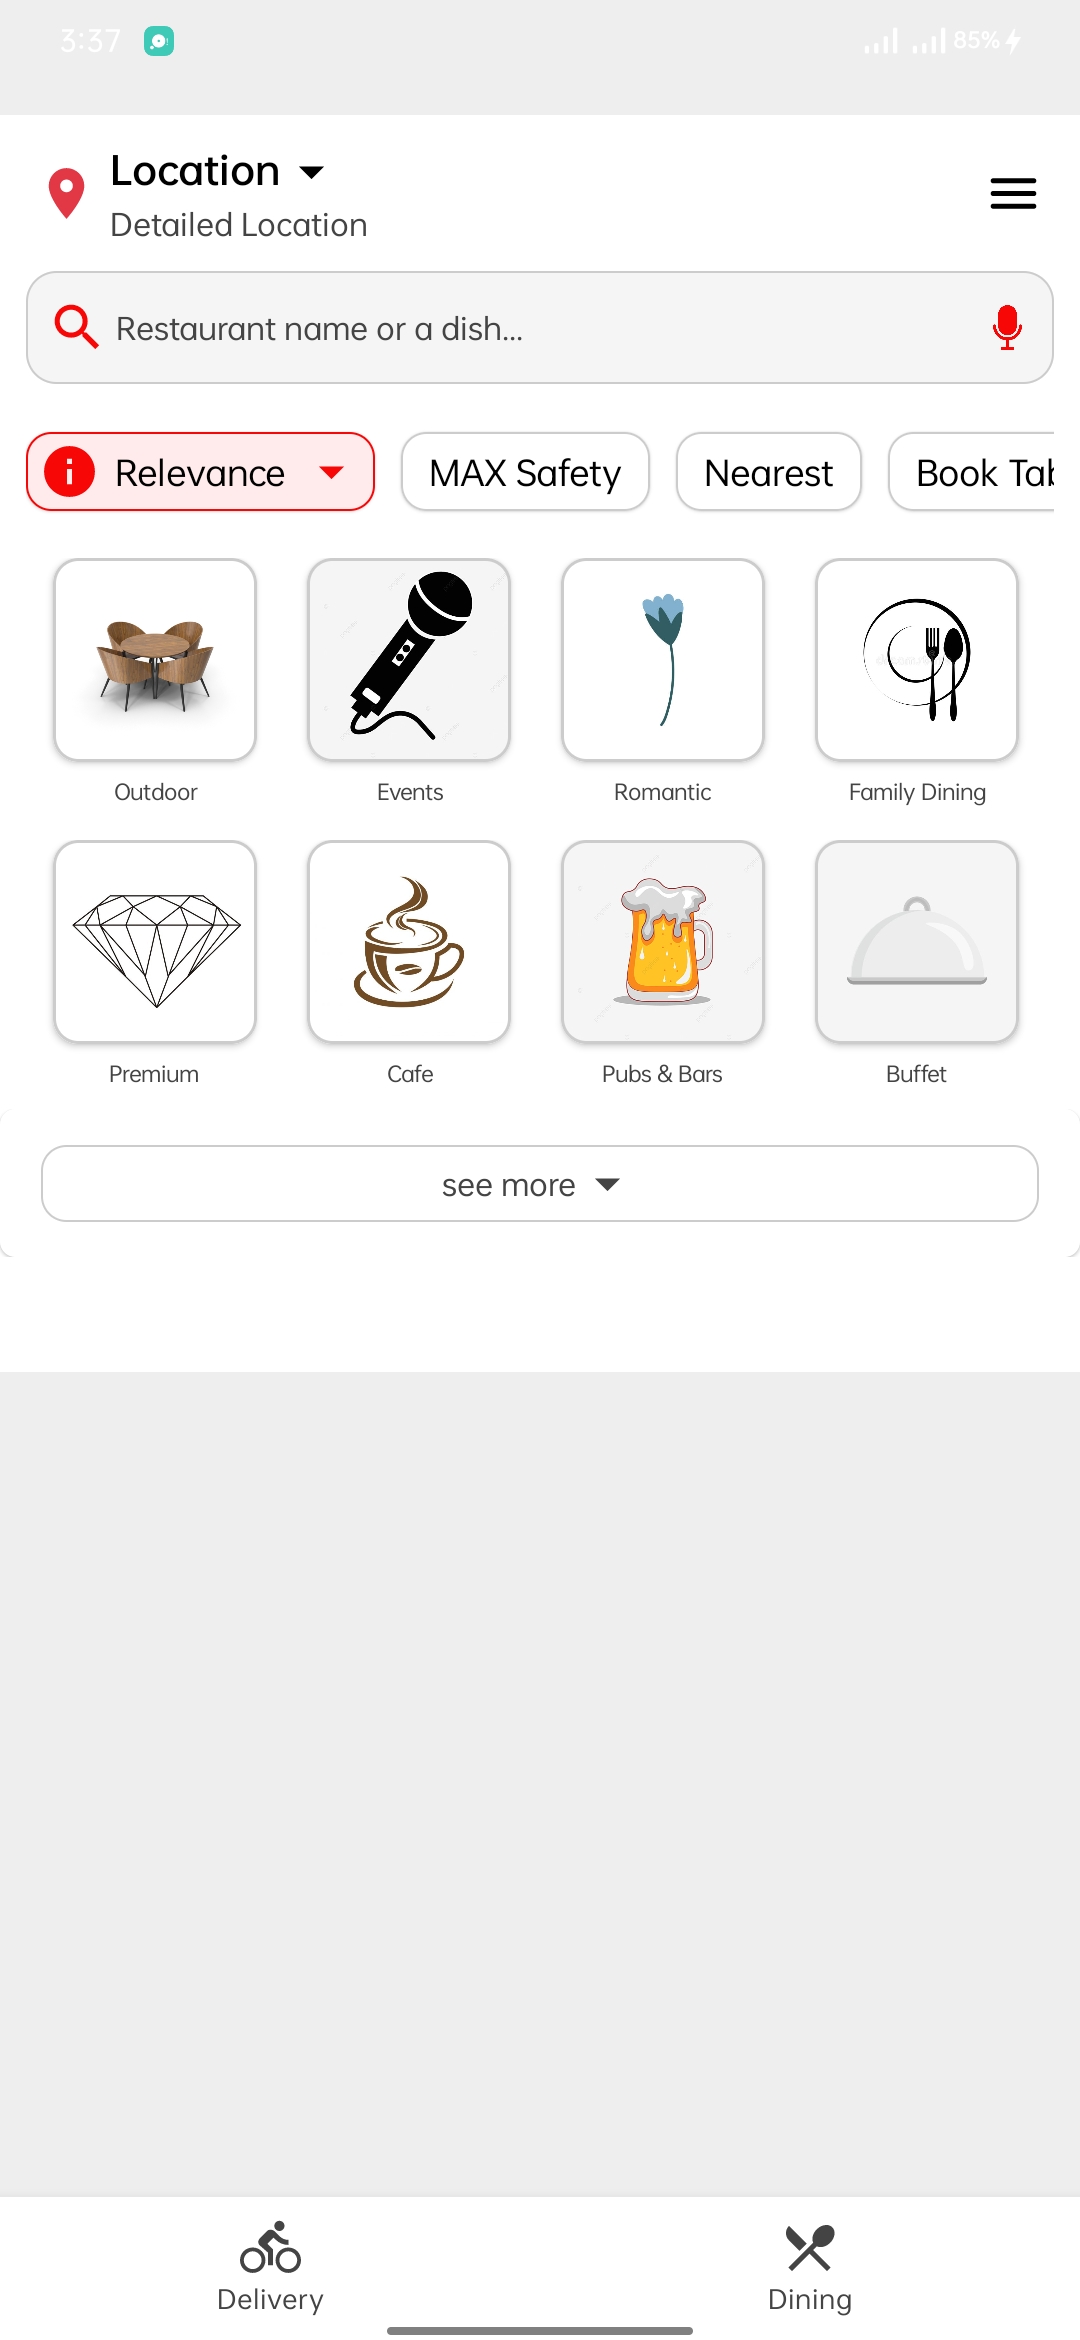 3:37
85%
Location
Detailed Location
Restaurant name or a dish...
Relevance
MAX Safety
Nearest
Book Tab
Outdoor
Events
Romantic
Family Dining
Premium
Cafe
Pubs & Bars
Buffet
see more
Delivery
Dining